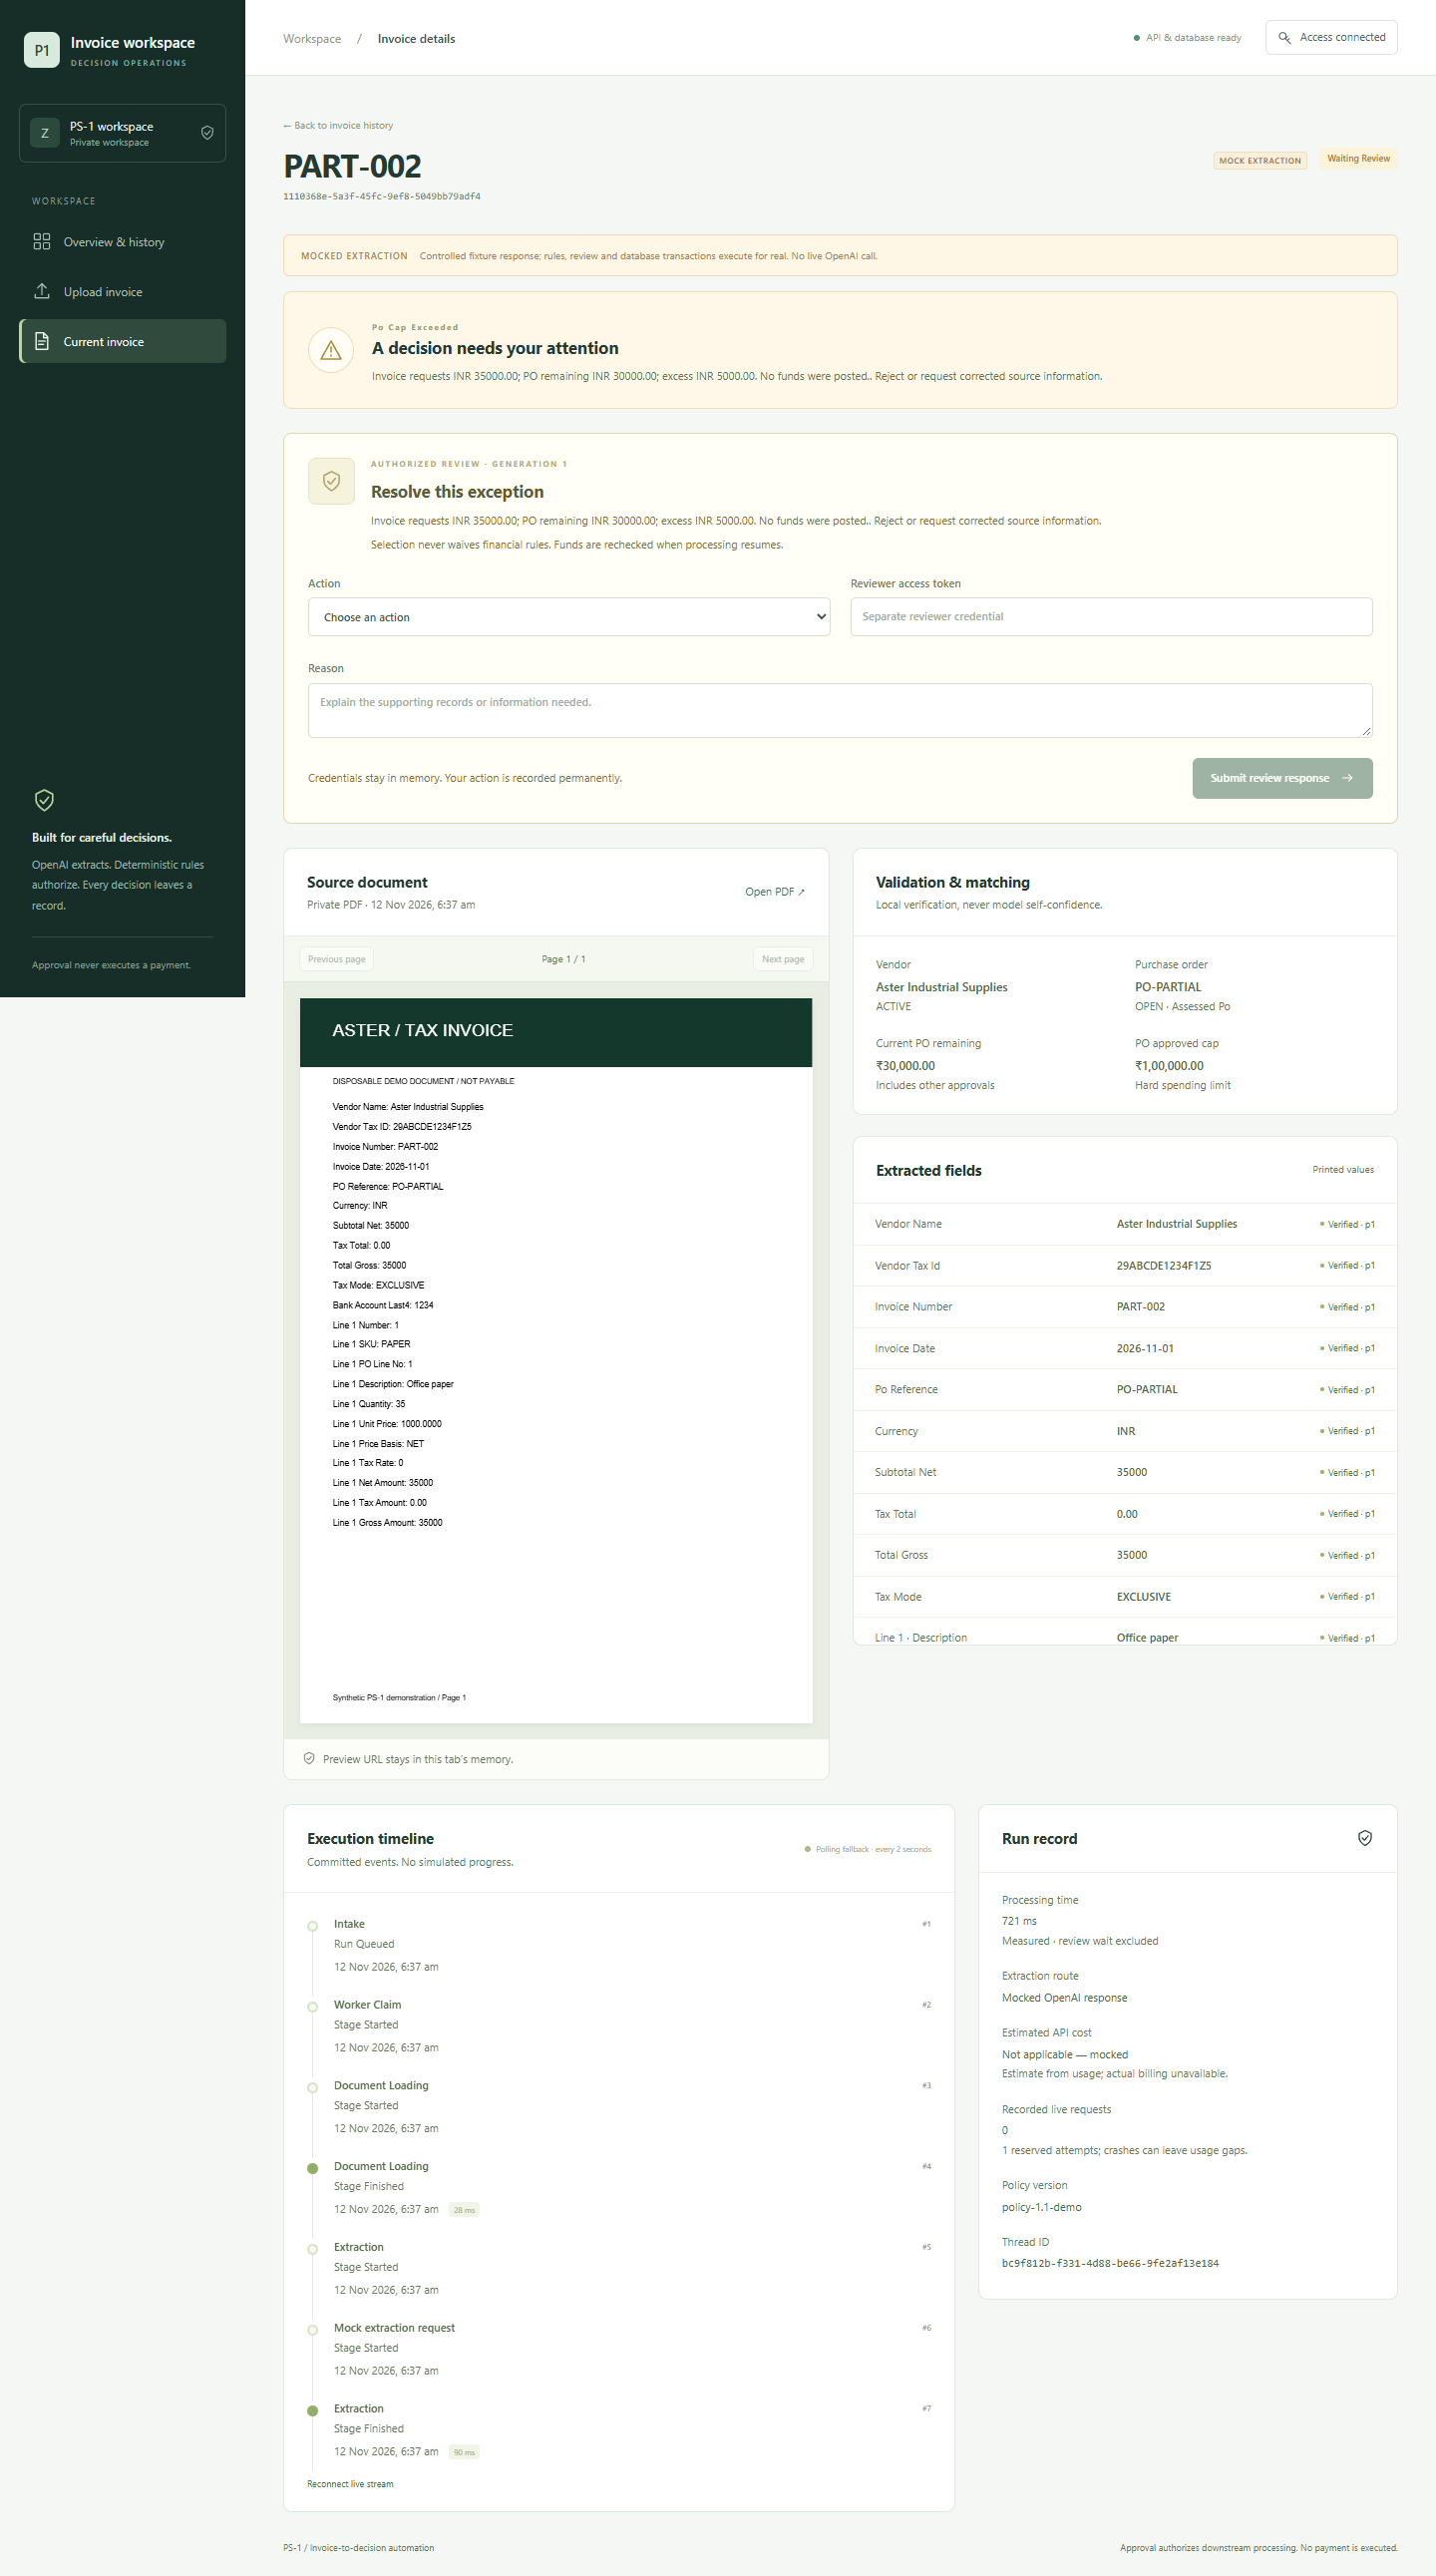 P1
Invoice workspace
DECISION OPERATIONS
Z
PS-1 workspace
Private workspace
WORKSPACE
Overview & history
Upload invoice
Current invoice
Built for careful decisions.
OpenAI extracts. Deterministic rules
authorize. Every decision leaves a
record.
Approval never executes a payment.
Workspace / Invoice details
API & database ready
Access connected
← Back to invoice history
PART-002
MOCK EXTRACTION
Waiting Review
1110368e-5a3f-45fc-9ef8-5049bb79adf4
MOCKED EXTRACTION Controlled fixture response; rules, review and database transactions execute for real. No live OpenAI call.
Po Cap Exceeded
A decision needs your attention
Invoice requests INR 35000.00; PO remaining INR 30000.00; excess INR 5000.00. No funds were posted.. Reject or request corrected source information.
AUTHORIZED REVIEW · GENERATION 1
Resolve this exception
Invoice requests INR 35000.00; PO remaining INR 30000.00; excess INR 5000.00. No funds were posted.. Reject or request corrected source information.
Selection never waives financial rules. Funds are rechecked when processing resumes.
Action
Choose an action
Reviewer access token
Separate reviewer credential
Reason
Explain the supporting records or information needed.
Credentials stay in memory. Your action is recorded permanently.
Submit review response →
Source document
Private PDF · 12 Nov 2026, 6:37 am
Open PDF ↗
Previous page
Page 1 / 1
Next page
ASTER / TAX INVOICE
DISPOSABLE DEMO DOCUMENT / NOT PAYABLE
Vendor Name: Aster Industrial Supplies
Vendor Tax ID: 29ABCDE1234F1Z5
Invoice Number: PART-002
Invoice Date: 2026-11-01
PO Reference: PO-PARTIAL
Currency: INR
Subtotal Net: 35000
Tax Total: 0.00
Total Gross: 35000
Tax Mode: EXCLUSIVE
Bank Account Last4: 1234
Line 1 Number: 1
Line 1 SKU: PAPER
Line 1 PO Line No: 1
Line 1 Description: Office paper
Line 1 Quantity: 35
Line 1 Unit Price: 1000.0000
Line 1 Price Basis: NET
Line 1 Tax Rate: 0
Line 1 Net Amount: 35000
Line 1 Tax Amount: 0.00
Line 1 Gross Amount: 35000
Synthetic PS-1 demonstration / Page 1
Preview URL stays in this tab's memory.
Validation & matching
Local verification, never model self-confidence.
Vendor
Aster Industrial Supplies
ACTIVE
Purchase order
PO-PARTIAL
OPEN · Assessed Po
Current PO remaining
₹30,000.00
Includes other approvals
PO approved cap
₹1,00,000.00
Hard spending limit
Extracted fields
Printed values
Vendor Name Aster Industrial Supplies Verified · p1
Vendor Tax Id 29ABCDE1234F1Z5 Verified · p1
Invoice Number PART-002 Verified · p1
Invoice Date 2026-11-01 Verified · p1
Po Reference PO-PARTIAL Verified · p1
Currency INR Verified · p1
Subtotal Net 35000 Verified · p1
Tax Total 0.00 Verified · p1
Total Gross 35000 Verified · p1
Tax Mode EXCLUSIVE Verified · p1
Line 1 · Description Office paper Verified · p1
Execution timeline
Committed events. No simulated progress.
Polling fallback · every 2 seconds
Intake #1
Run Queued
12 Nov 2026, 6:37 am
Worker Claim #2
Stage Started
12 Nov 2026, 6:37 am
Document Loading #3
Stage Started
12 Nov 2026, 6:37 am
Document Loading #4
Stage Finished
12 Nov 2026, 6:37 am 28 ms
Extraction #5
Stage Started
12 Nov 2026, 6:37 am
Mock extraction request #6
Stage Started
12 Nov 2026, 6:37 am
Extraction #7
Stage Finished
12 Nov 2026, 6:37 am 90 ms
Reconnect live stream
Run record
Processing time
721 ms
Measured · review wait excluded
Extraction route
Mocked OpenAI response
Estimated API cost
Not applicable — mocked
Estimate from usage; actual billing unavailable.
Recorded live requests
0
1 reserved attempts; crashes can leave usage gaps.
Policy version
policy-1.1-demo
Thread ID
bc9f812b-f331-4d88-be66-9fe2af13e184
PS-1 / Invoice-to-decision automation
Approval authorizes downstream processing. No payment is executed.